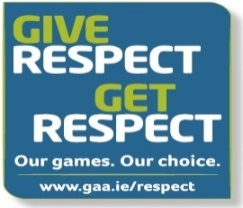 GIVE
RESPECT
GET
RESPECT
Our games. Our choice.
www.gaa.ie/respect